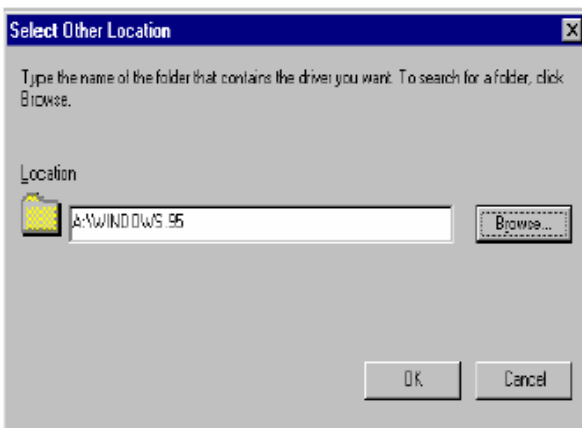 Select Other Location
Type the name of the folder that contains the driver you want. To search for a folder, click
Browse.
Location
A:\WINDOWS.95
Browse...
OK
Cancel